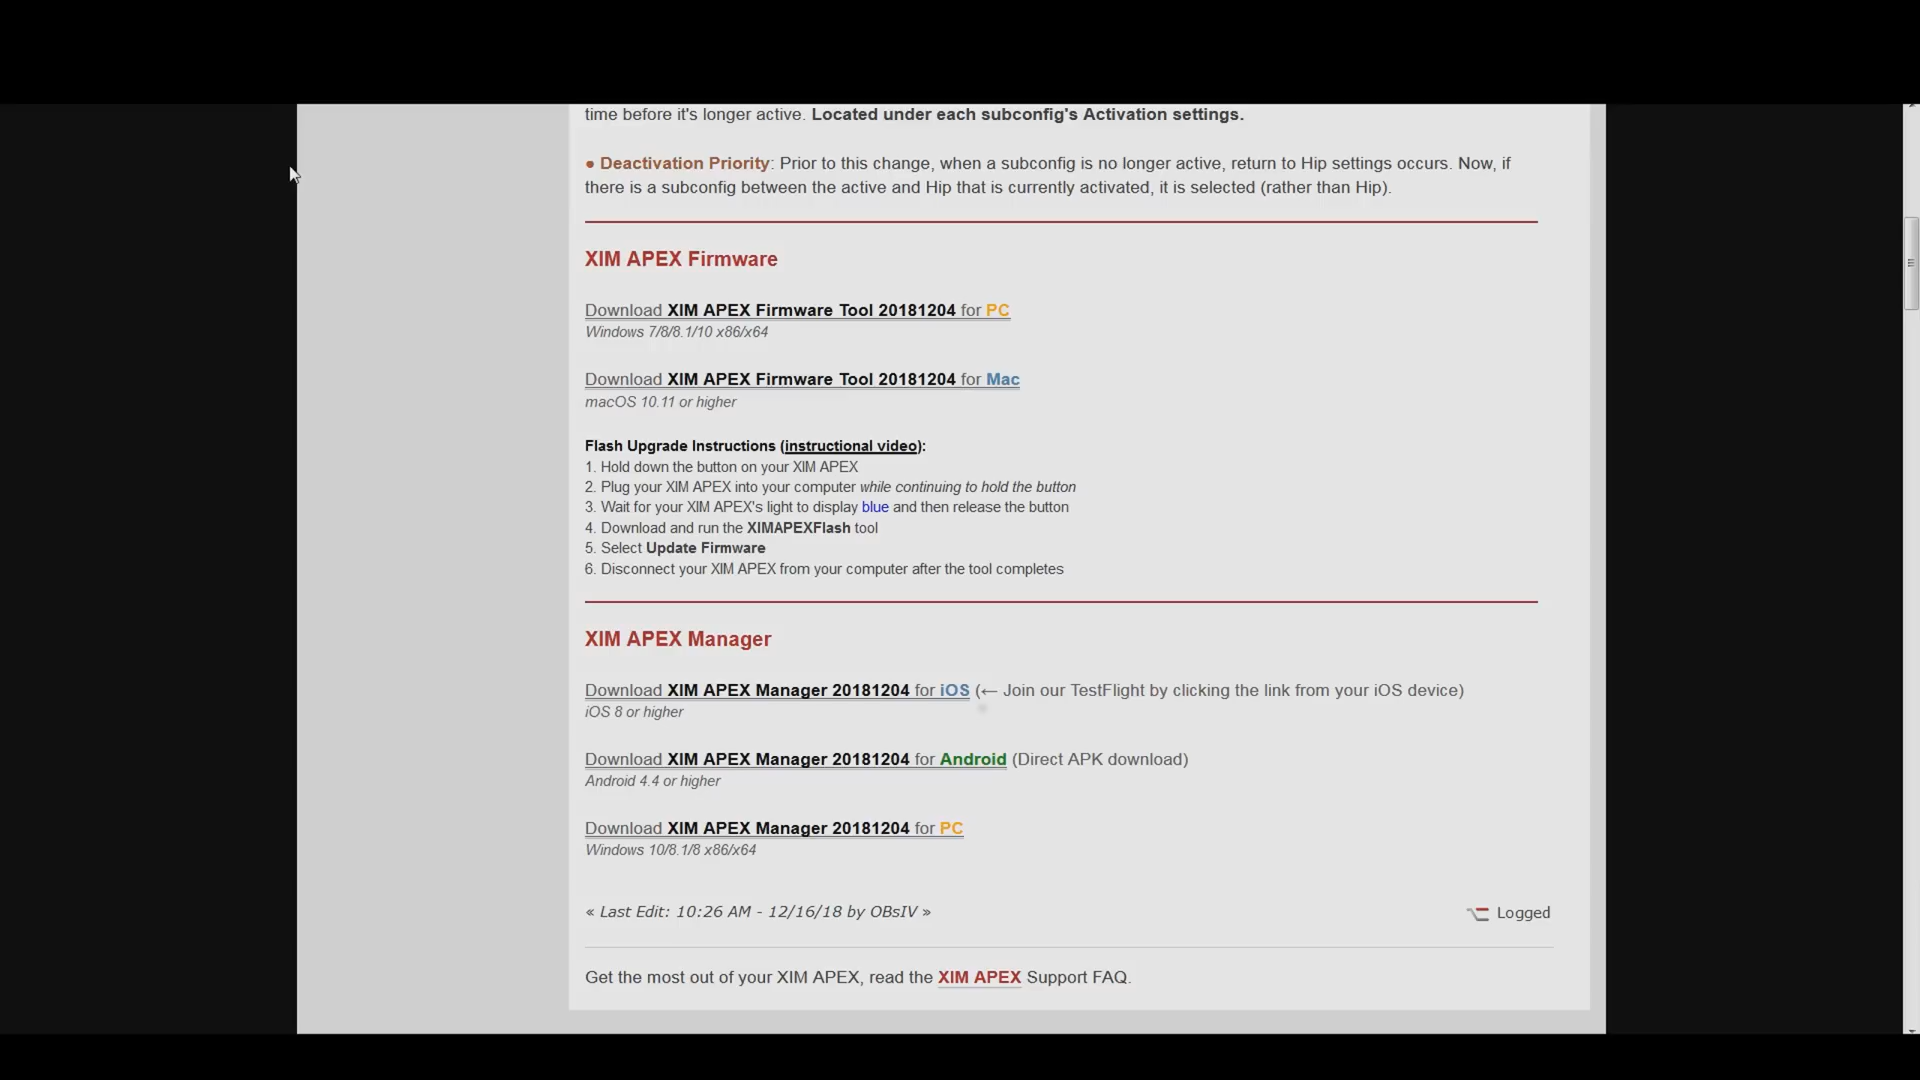 time before it's longer active. Located under each subconfig's Activation settings.
● Deactivation Priority: Prior to this change, when a subconfig is no longer active, return to Hip settings occurs. Now, if
there is a subconfig between the active and Hip that is currently activated, it is selected (rather than Hip).
XIM APEX Firmware
Download XIM APEX Firmware Tool 20181204 for PC
Windows 7/8/8.1/10 x86/x64
Download XIM APEX Firmware Tool 20181204 for Mac
macOS 10.11 or higher
Flash Upgrade Instructions (instructional video):
1. Hold down the button on your XIM APEX
2. Plug your XIM APEX into your computer while continuing to hold the button
3. Wait for your XIM APEX's light to display blue and then release the button
4. Download and run the XIMAPEXFlash tool
5. Select Update Firmware
6. Disconnect your XIM APEX from your computer after the tool completes
XIM APEX Manager
Download XIM APEX Manager 20181204 for iOS (← Join our TestFlight by clicking the link from your iOS device)
iOS 8 or higher
Download XIM APEX Manager 20181204 for Android (Direct APK download)
Android 4.4 or higher
Download XIM APEX Manager 20181204 for PC
Windows 10/8.1/8 x86/x64
« Last Edit: 10:26 AM - 12/16/18 by OBsIV »
Logged
Get the most out of your XIM APEX, read the XIM APEX Support FAQ.